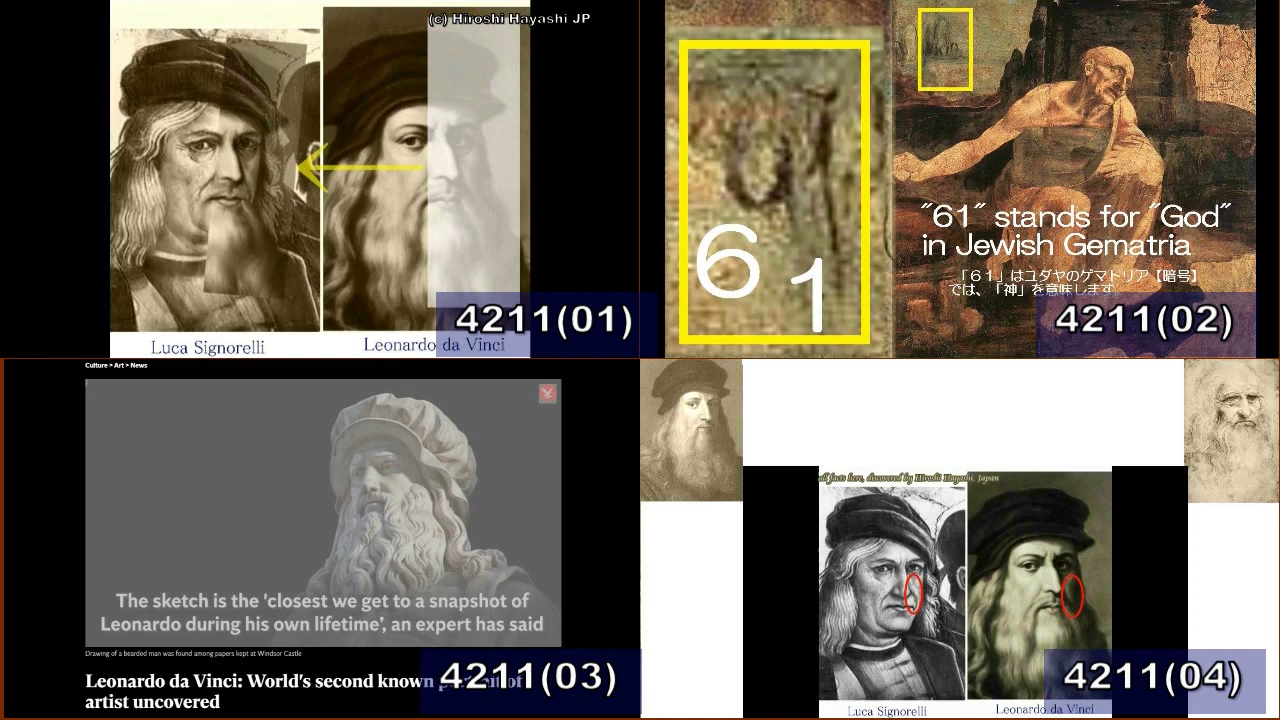 (c) Hiroshi Hayashi JP
4211(01)
Luca Signorelli
Leonardo da Vinci
6
1
"61" stands for "God"
in Jewish Gematria
「61」はユダヤのゲマトリア【暗号】
では、「神」を意味します。
4211(02)
Culture > Art > News
The sketch is the 'closest we get to a snapshot of
Leonardo during his own lifetime', an expert has said
Drawing of a bearded man was found among papers kept at Windsor Castle
Leonardo da Vinci: World's second known
artist uncovered
4211(03)
all facts here, discovered by Hiroshi Hayashi, Japan
4211(04)
Luca Signorelli
Leonardo da Vinci